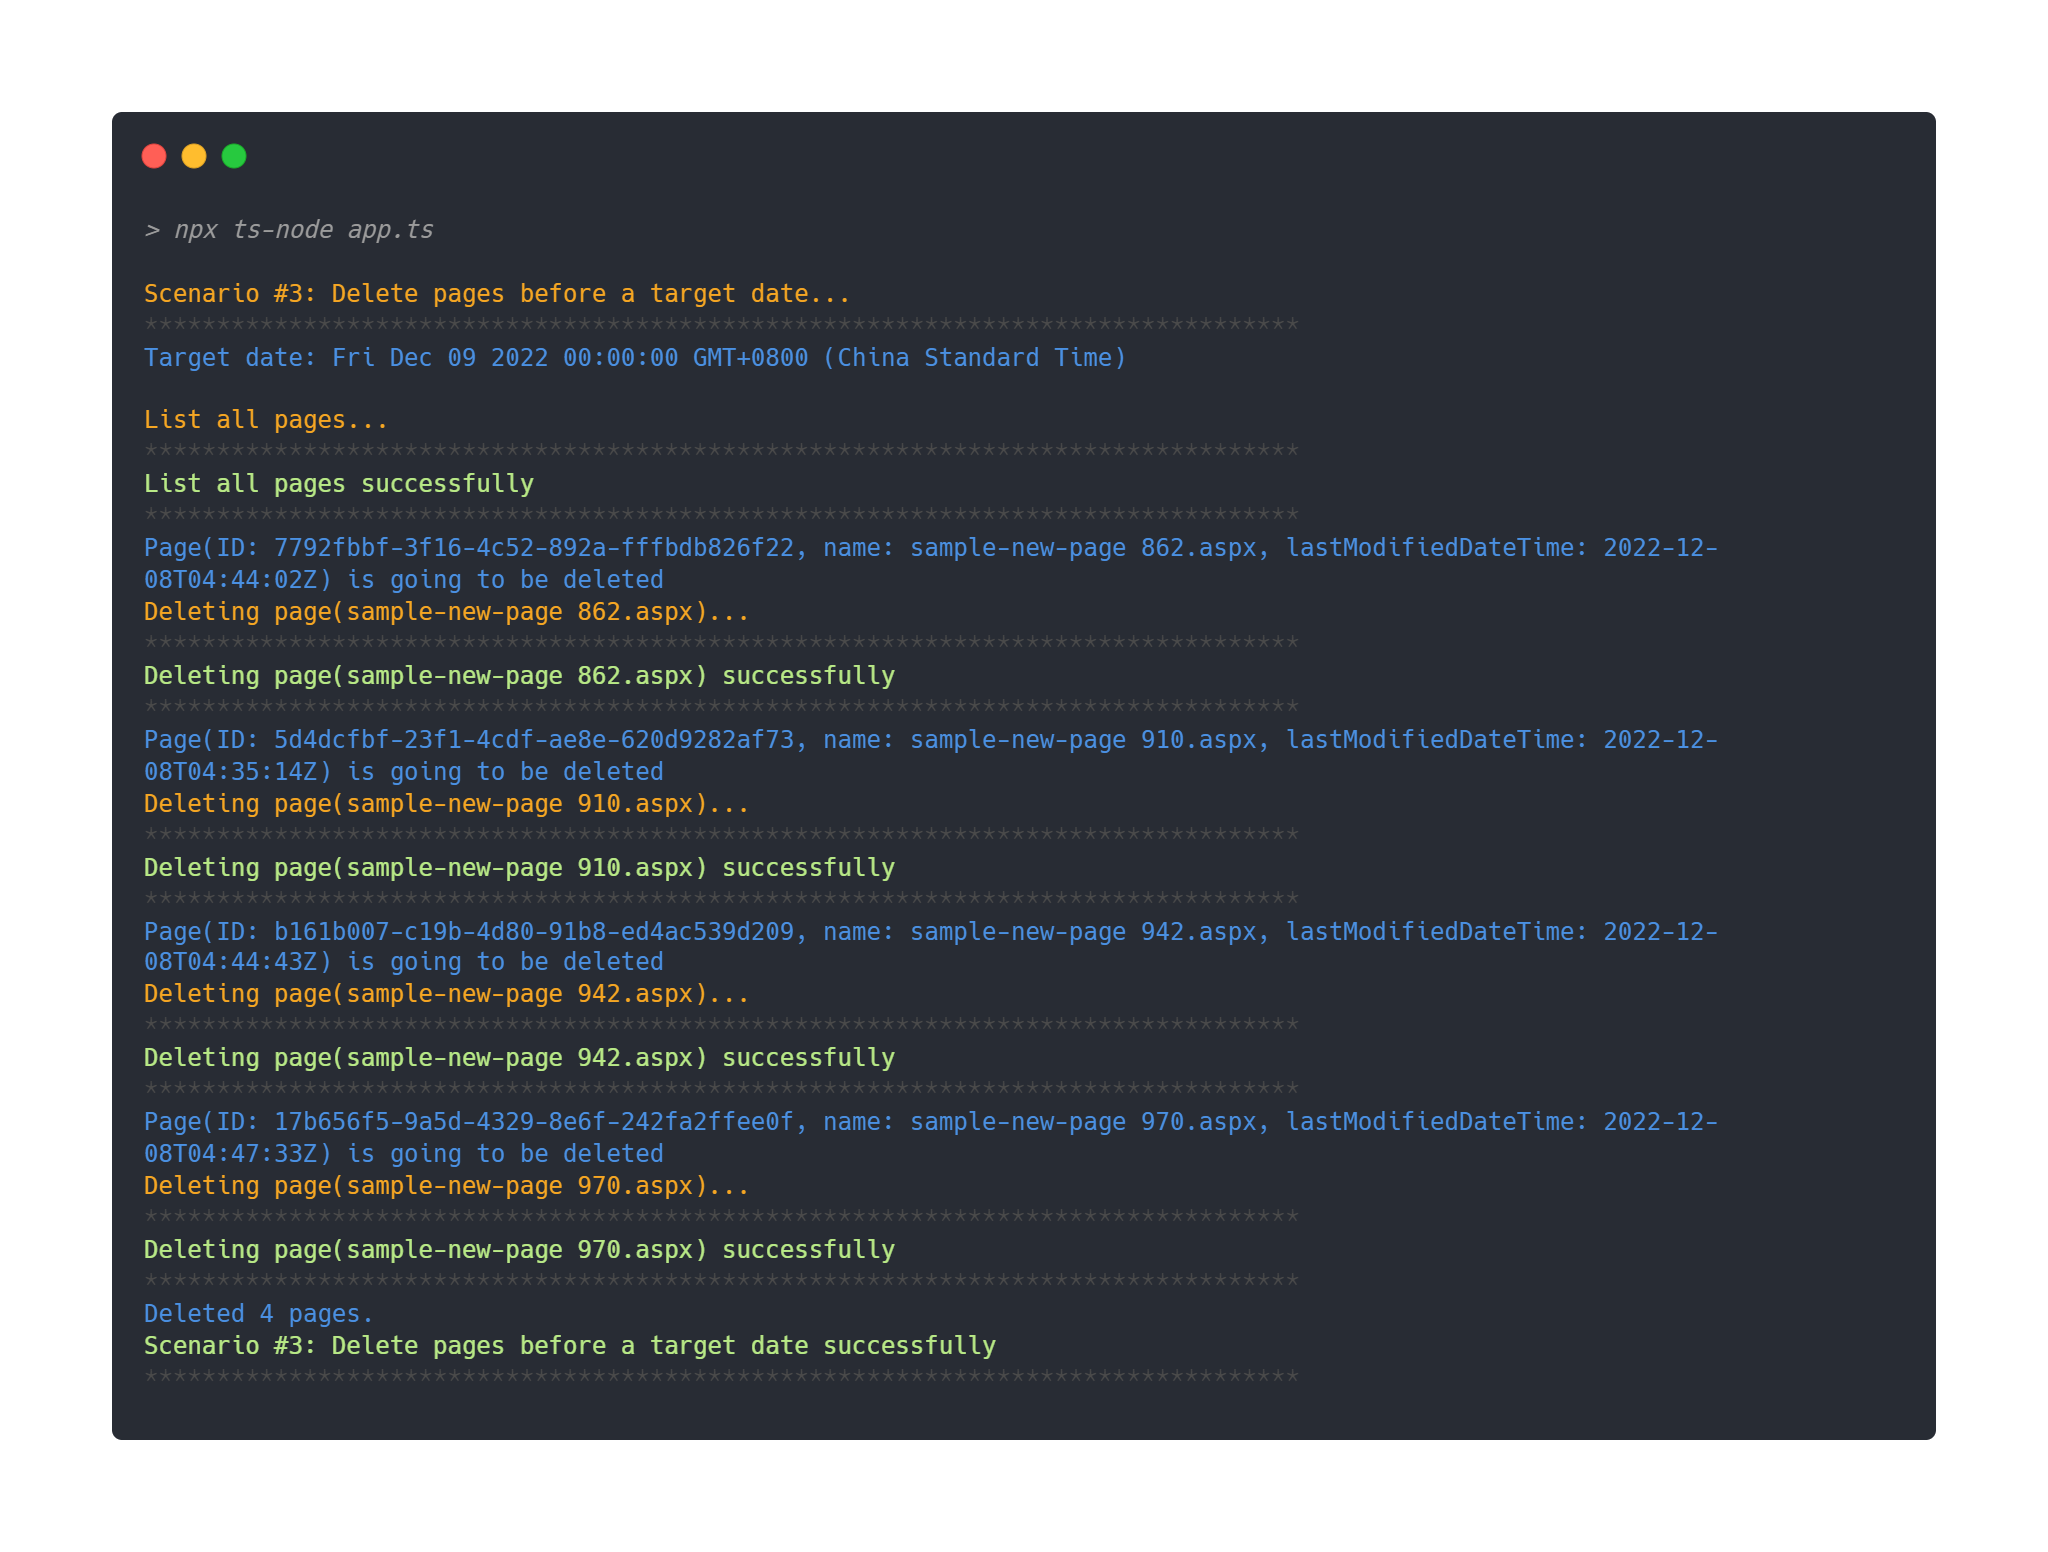 > npx ts-node app.ts
Scenario #3: Delete pages before a target date...
********************************************************************************
Target date: Fri Dec 09 2022 00:00:00 GMT+0800 (China Standard Time)
List all pages...
********************************************************************************
List all pages successfully
********************************************************************************
Page(ID: 7792fbbf-3f16-4c52-892a-fffbdb826f22, name: sample-new-page 862.aspx, lastModifiedDateTime: 2022-12-
08T04:44:02Z) is going to be deleted
Deleting page(sample-new-page 862.aspx)...
********************************************************************************
Deleting page(sample-new-page 862.aspx) successfully
********************************************************************************
Page(ID: 5d4dcfbf-23f1-4cdf-ae8e-620d9282af73, name: sample-new-page 910.aspx, lastModifiedDateTime: 2022-12-
08T04:35:14Z) is going to be deleted
Deleting page(sample-new-page 910.aspx)...
********************************************************************************
Deleting page(sample-new-page 910.aspx) successfully
********************************************************************************
Page(ID: b161b007-c19b-4d80-91b8-ed4ac539d209, name: sample-new-page 942.aspx, lastModifiedDateTime: 2022-12-
08T04:44:43Z) is going to be deleted
Deleting page(sample-new-page 942.aspx)...
********************************************************************************
Deleting page(sample-new-page 942.aspx) successfully
********************************************************************************
Page(ID: 17b656f5-9a5d-4329-8e6f-242fa2ffee0f, name: sample-new-page 970.aspx, lastModifiedDateTime: 2022-12-
08T04:47:33Z) is going to be deleted
Deleting page(sample-new-page 970.aspx)...
********************************************************************************
Deleting page(sample-new-page 970.aspx) successfully
********************************************************************************
Deleted 4 pages.
Scenario #3: Delete pages before a target date successfully
********************************************************************************